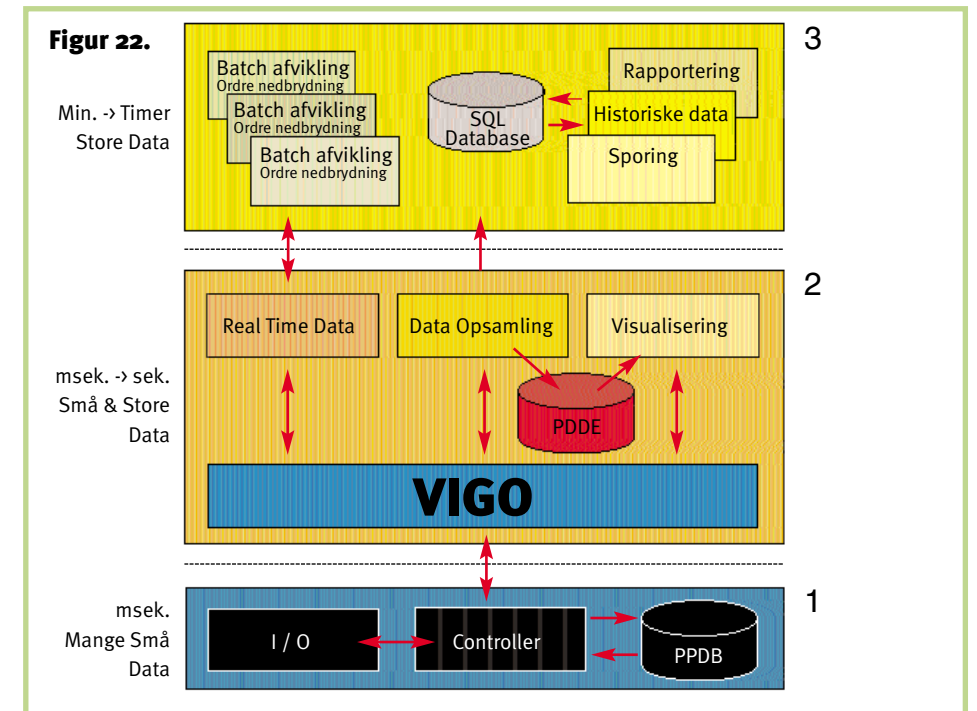 Figur 22.
3
Min. -> Timer
Store Data
Batch afvikling
Ordre nedbrydning
Batch afvikling
Ordre nedbrydning
Batch afvikling
Ordre nedbrydning
SQL
Database
Rapportering
Historiske data
Sporing
2
msek. -> sek.
Små & Store
Data
Real Time Data
Data Opsamling
Visualisering
PDDE
VIGO
1
msek.
Mange Små
Data
I / O
Controller
PPDB